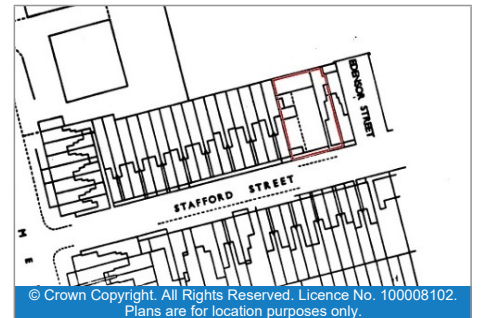 EDENSOR STREET
STAFFORD STREET
M
E
© Crown Copyright. All Rights Reserved. Licence No. 100008102.
Plans are for location purposes only.